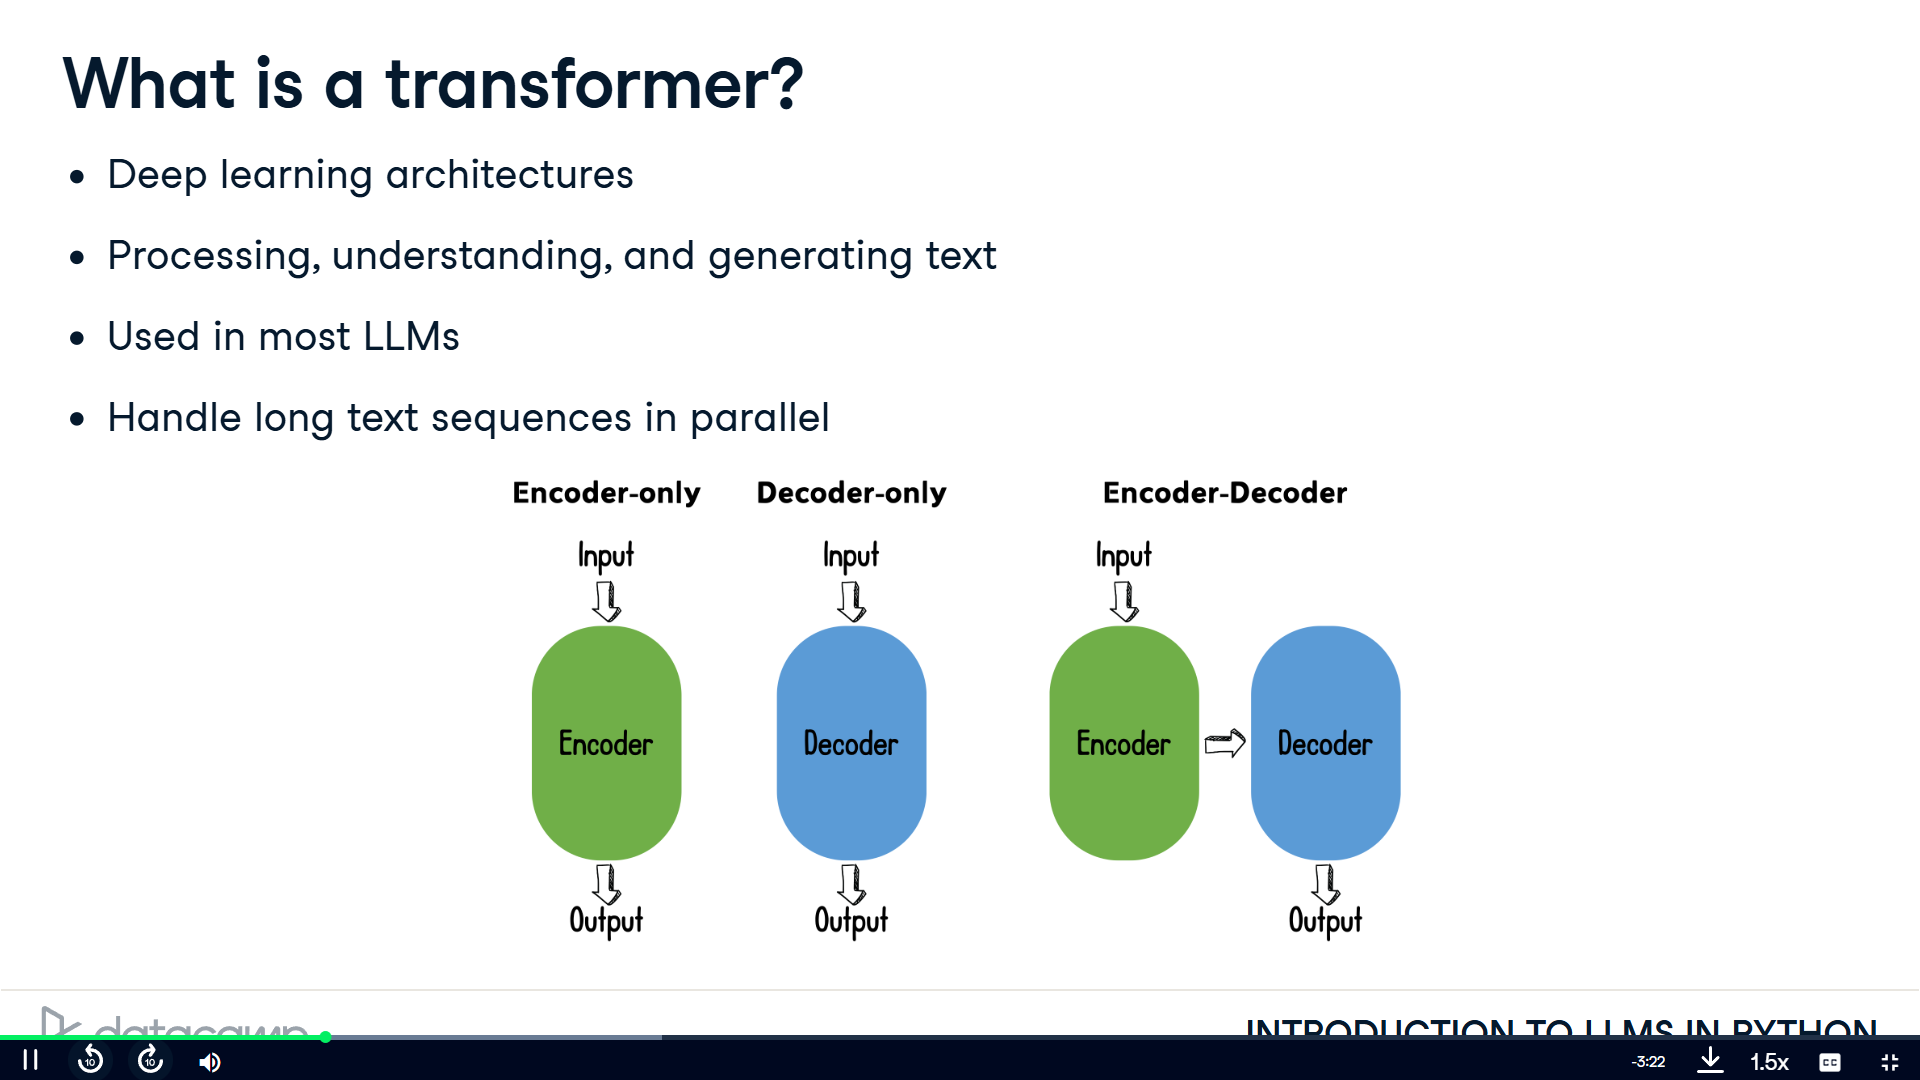 What is a transformer?
• Deep learning architectures
• Processing, understanding, and generating text
• Used in most LLMs
• Handle long text sequences in parallel
Encoder-only Decoder-only Encoder-Decoder
Input Input Input
Encoder Decoder Encoder Decoder
Output Output Output
datacamp INTRODUCTION TO LLMS IN PYTHON
10 10 -3:22 1.5x CC